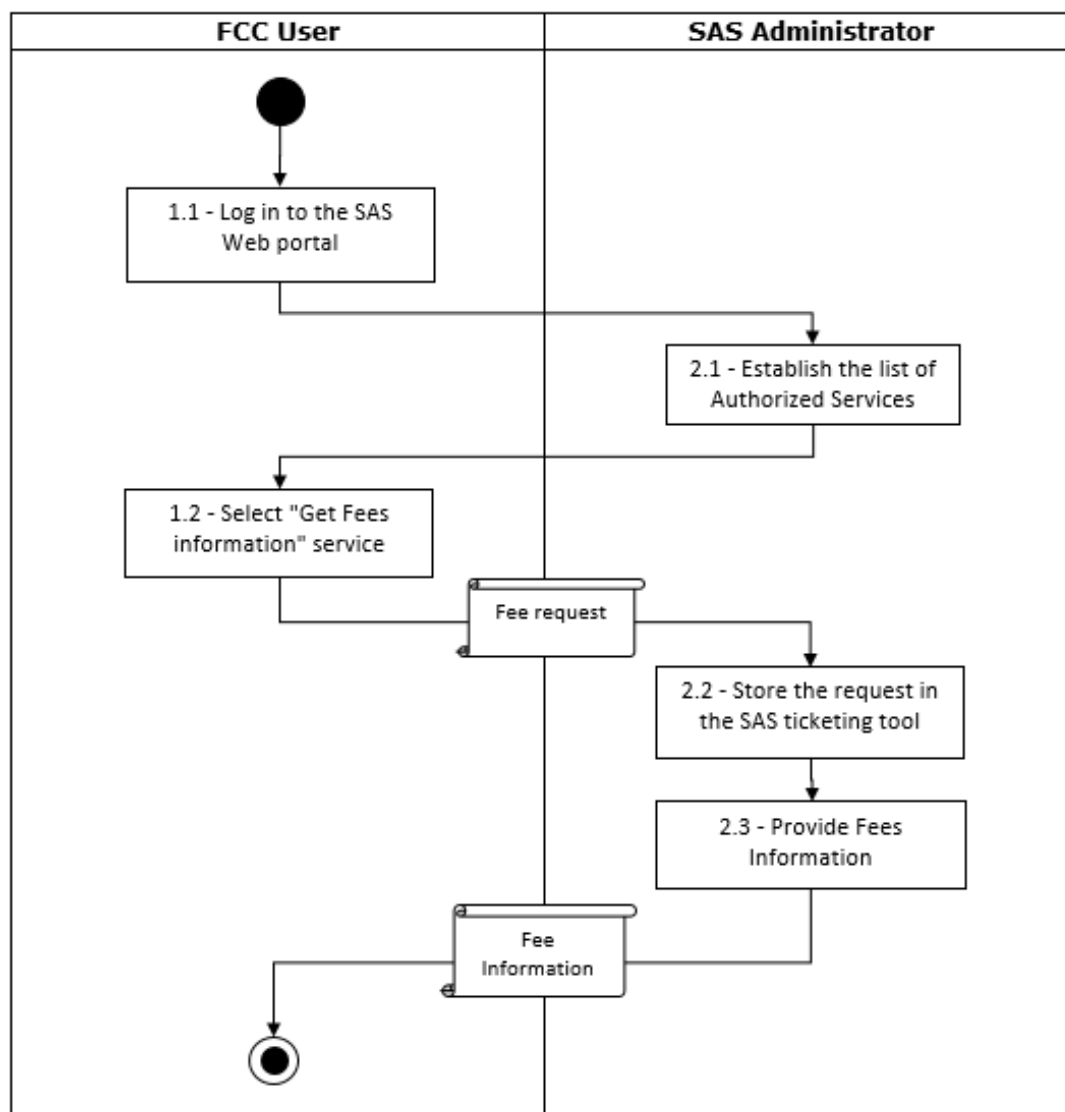 FCC User
SAS Administrator
1.1 - Log in to the SAS
Web portal
2.1 - Establish the list of
Authorized Services
1.2 - Select "Get Fees
information" service
Fee request
2.2 - Store the request in
the SAS ticketing tool
2.3 - Provide Fees
Information
Fee
Information